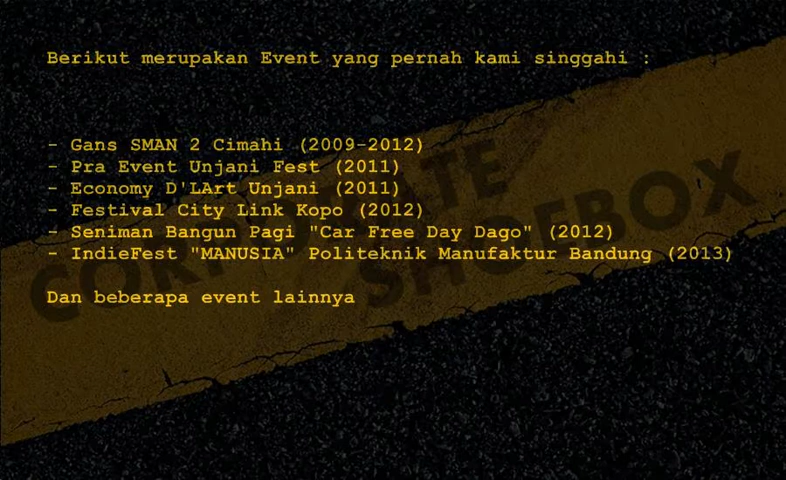 Berikut merupakan Event yang pernah kami singgahi :
- Gans SMAN 2 Cimahi (2009-2012)
- Pra Event Unjani Fest (2011)
- Economy D'LArt Unjani (2011)
- Festival City Link Kopo (2012)
- Seniman Bangun Pagi "Car Free Day Dago" (2012)
- IndieFest "MANUSIA" Politeknik Manufaktur Bandung (2013)
Dan beberapa event lainnya
CORPORATE
SHOEBOX